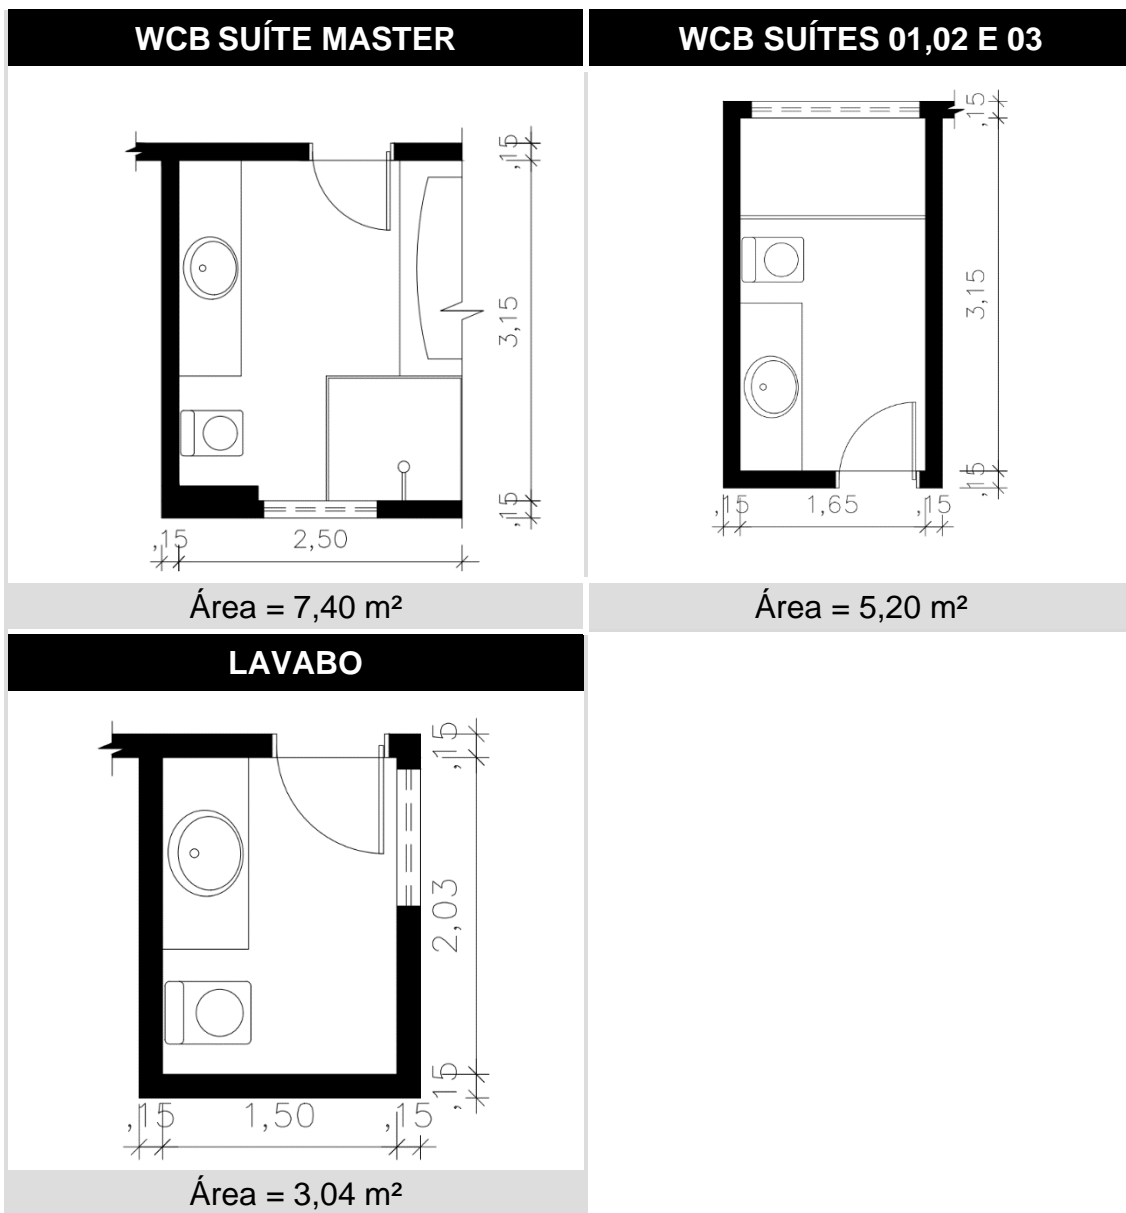 WCB SUÍTE MASTER
,15
3,15
,15
,15
2,50
Área = 7,40 m²
WCB SUÍTES 01,02 E 03
,15
3,15
,15
,15
1,65
,15
Área = 5,20 m²
LAVABO
,15
2,03
,15
,15
1,50
,15
Área = 3,04 m²